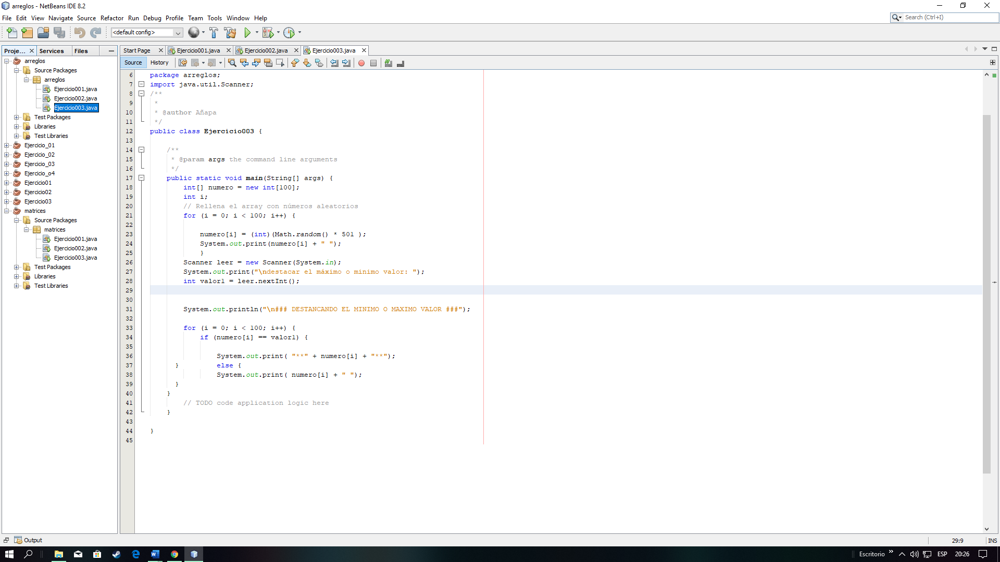 arreglos - NetBeans IDE 8.2
File Edit View Navigate Source Refactor Run Debug Profile Team Tools Window Help
Search (Ctrl+I)
<default config>
Proje... Services Files
arreglos
Source Packages
arreglos
Ejercicio001.java
Ejercicio002.java
Ejercicio003.java
Test Packages
Libraries
Test Libraries
Ejercicio_01
Ejercicio_02
Ejercicio_03
Ejercicio_o4
Ejercicio01
Ejercicio02
Ejercicio03
matrices
Source Packages
matrices
Ejercicio001.java
Ejercicio002.java
Ejercicio003.java
Test Packages
Libraries
Test Libraries
Start Page Ejercicio001.java Ejercicio002.java Ejercicio003.java
Source History
6 package arreglos;
7 import java.util.Scanner;
8 /**
9 *
10 * @author Añapa
11 */
12 public class Ejercicio003 {
13
14 /**
15 * @param args the command line arguments
16 */
17 public static void main(String[] args) {
18 int[] numero = new int[100];
19 int i;
20 // Rellena el array con números aleatorios
21 for (i = 0; i < 100; i++) {
22
23 numero[i] = (int)(Math.random() * 501 );
24 System.out.print(numero[i] + " ");
25 }
26 Scanner leer = new Scanner(System.in);
27 System.out.print("\ndestacar el máximo o minimo valor: ");
28 int valor1 = leer.nextInt();
29
30
31 System.out.println("\n### DESTANCANDO EL MINIMO O MAXIMO VALOR ###");
32
33 for (i = 0; i < 100; i++) {
34 if (numero[i] == valor1) {
35
36 System.out.print( "**" + numero[i] + "**");
37 } else {
38 System.out.print( numero[i] + " ");
39 }
40 }
41 // TODO code application logic here
42 }
43
44 }
45
Output
29:9 INS
Escritorio ESP 20:26